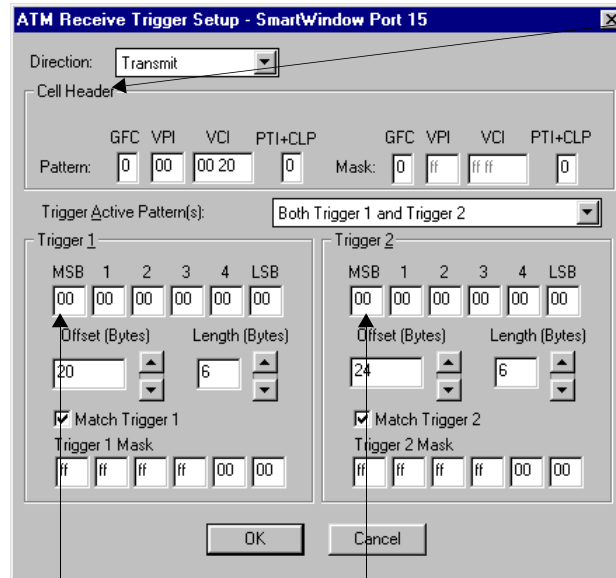 ATM Receive Trigger Setup - SmartWindow Port 15
Direction: Transmit
Cell Header
GFC VPI VCI PTI+CLP GFC VPI VCI PTI+CLP
Pattern: 0 00 00 20 0 Mask: 0 ff ff ff 0
Trigger Active Pattern(s): Both Trigger 1 and Trigger 2
Trigger 1
MSB 1 2 3 4 LSB
00 00 00 00 00 00
Offset (Bytes) Length (Bytes)
20 6
Match Trigger 1
Trigger 1 Mask
ff ff ff ff 00 00
Trigger 2
MSB 1 2 3 4 LSB
00 00 00 00 00 00
Offset (Bytes) Length (Bytes)
24 6
Match Trigger 2
Trigger 2 Mask
ff ff ff ff 00 00
OK Cancel